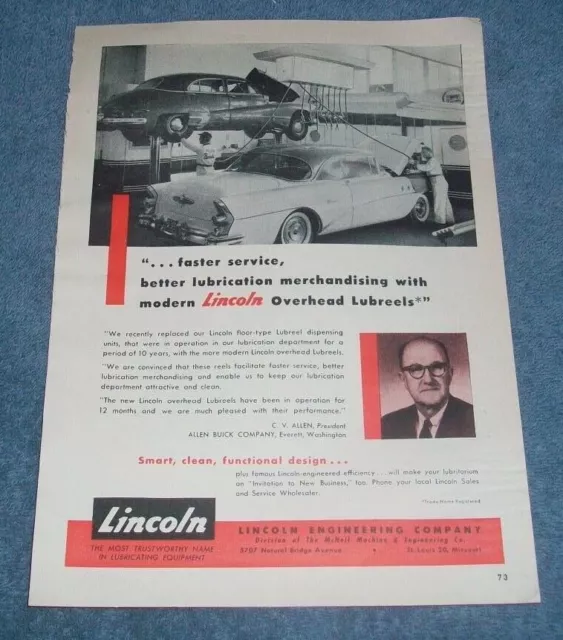 “... faster service,
better lubrication merchandising with
modern Lincoln Overhead Lubreels*”
"We recently replaced our Lincoln floor-type Lubreel dispensing
units, that were in operation in our lubrication department for a
period of 10 years, with the more modern Lincoln overhead Lubreels.
"We are convinced that these reels facilitate faster service, better
lubrication merchandising and enable us to keep our lubrication
department attractive and clean.
"The new Lincoln overhead Lubreels have been in operation for
12 months and we are much pleased with their performance."
C. V. ALLEN, President
ALLEN BUICK COMPANY, Everett, Washington
Smart, clean, functional design...
plus famous Lincoln-engineered efficiency... will make your lubritorium
an "Invitation to New Business," too. Phone your local Lincoln Sales
and Service Wholesaler.
*Trade Name Registered
Lincoln
THE MOST TRUSTWORTHY NAME
IN LUBRICATING EQUIPMENT
LINCOLN ENGINEERING COMPANY
Division of The McNeil Machine & Engineering Co.
5707 Natural Bridge Avenue • St. Louis 20, Missouri
73